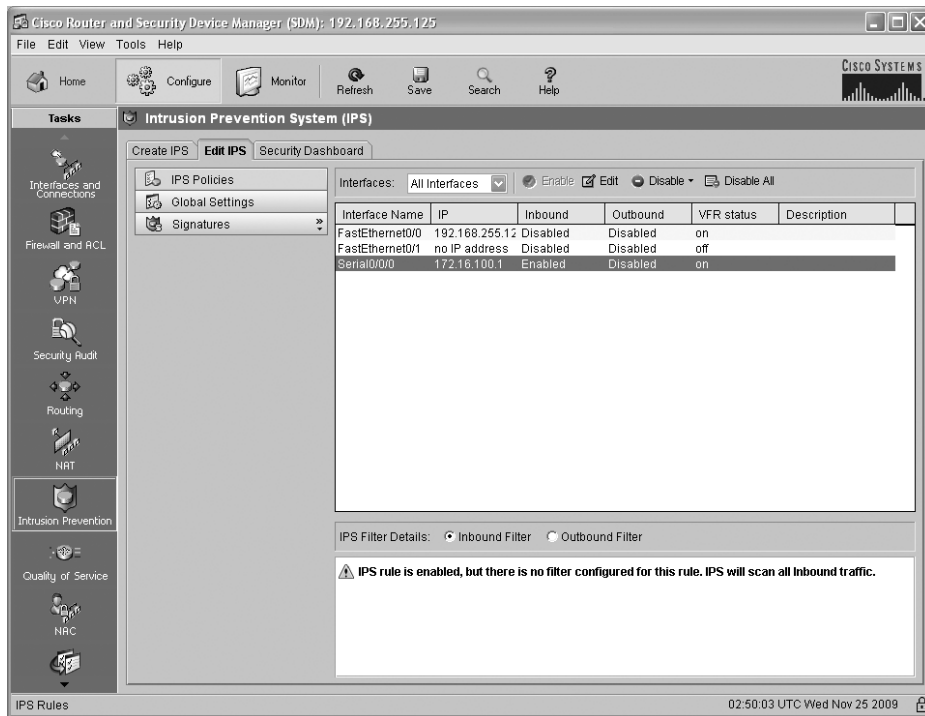 Cisco Router and Security Device Manager (SDM): 192.168.255.125
File Edit View Tools Help
Home Configure Monitor Refresh Save Search Help
CISCO SYSTEMS
Tasks
Intrusion Prevention System (IPS)
Create IPS Edit IPS Security Dashboard
Interfaces and Connections
Firewall and ACL
VPN
Security Audit
Routing
NAT
Intrusion Prevention
Quality of Service
NAC
IPS Policies
Global Settings
Signatures
Interfaces: All Interfaces Enable Edit Disable Disable All
Interface Name IP Inbound Outbound VFR status Description
FastEthernet0/0 192.168.255.12 Disabled Disabled on
FastEthernet0/1 no IP address Disabled Disabled off
Serial0/0/0 172.16.100.1 Enabled Disabled on
IPS Filter Details: Inbound Filter Outbound Filter
IPS rule is enabled, but there is no filter configured for this rule. IPS will scan all Inbound traffic.
IPS Rules
02:50:03 UTC Wed Nov 25 2009